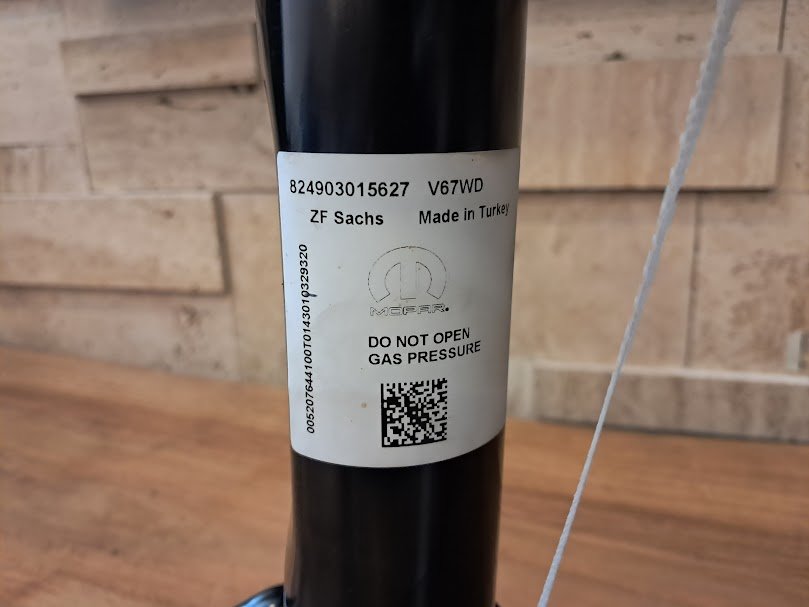 824903015627 V67WD
ZF Sachs Made in Turkey
005207644100T0143010329320
MOPAR.
DO NOT OPEN
GAS PRESSURE